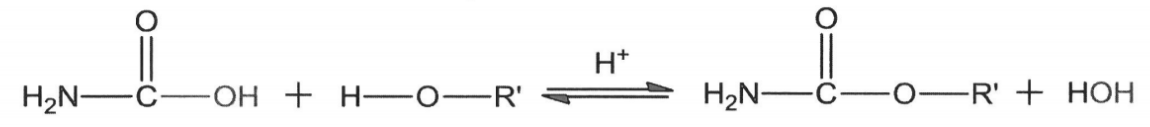 O O
H₂N—C—OH + H—O—R' ⇌ H₂N—C—O—R' + HOH
H⁺